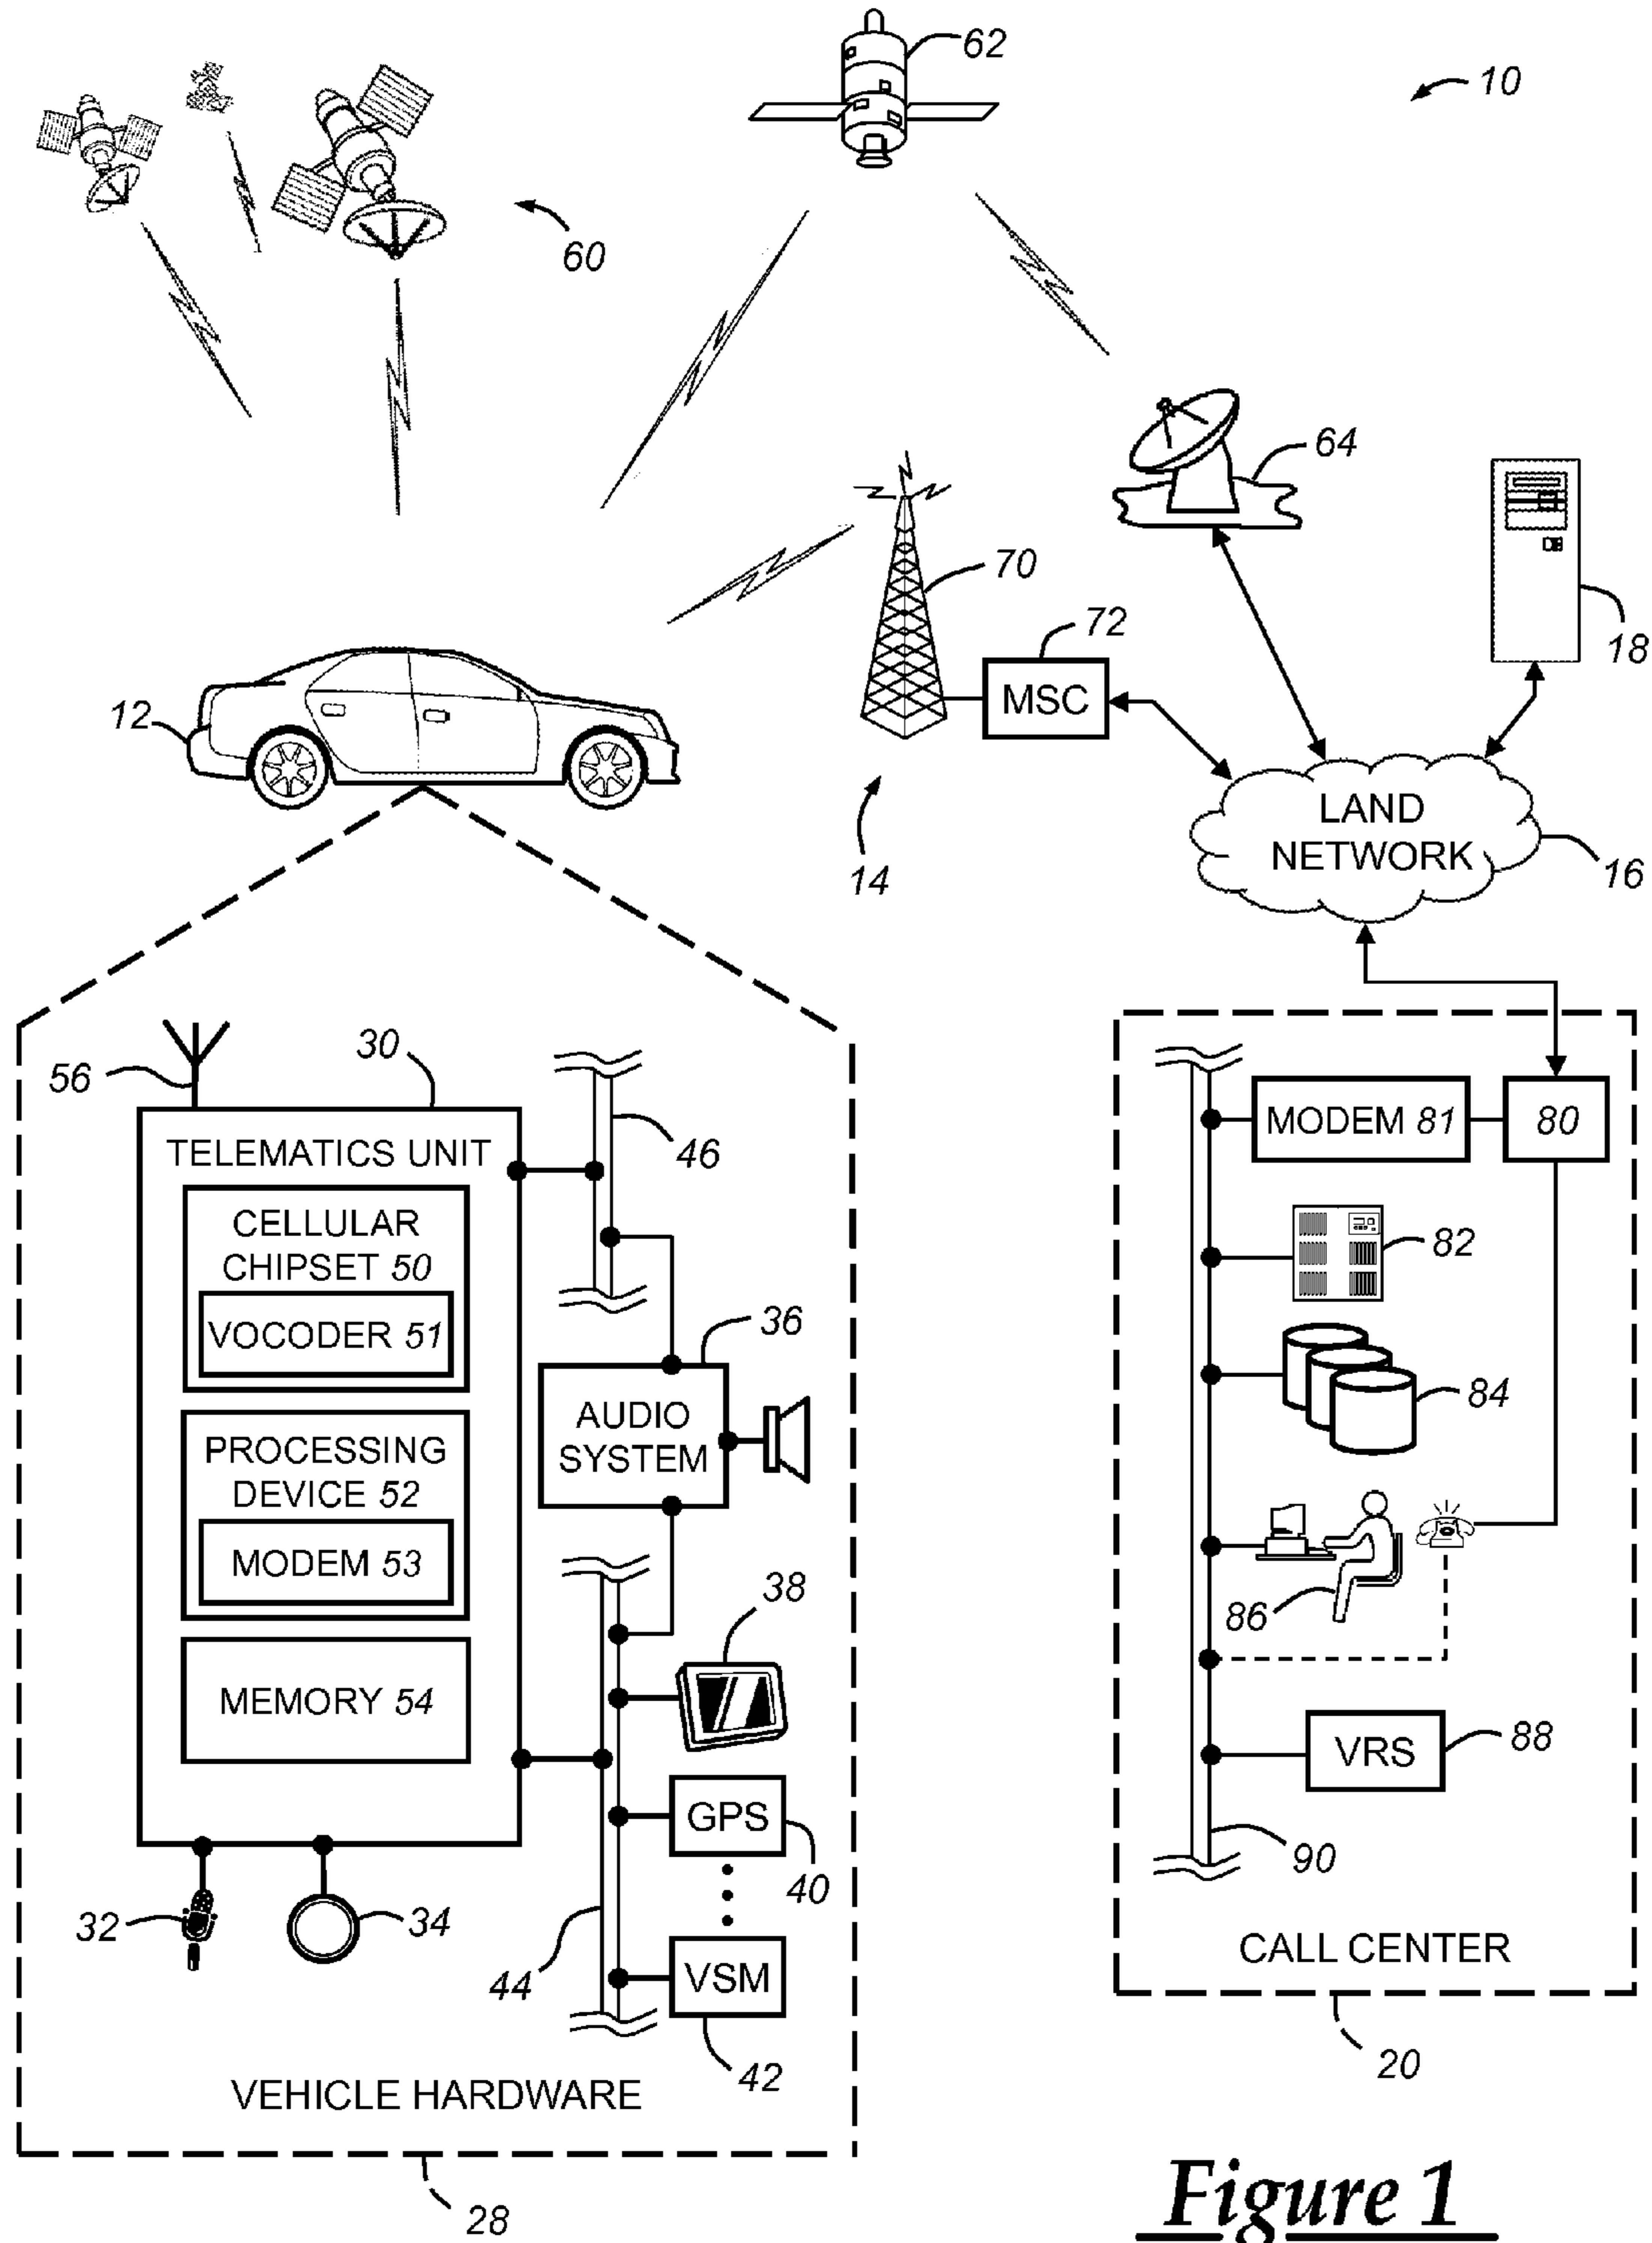 62
10
60
64
70
18
72
MSC
12
LAND
NETWORK
16
14
30
56
TELEMATICS UNIT
46
CELLULAR
CHIPSET 50
VOCODER 51
36
AUDIO
SYSTEM
PROCESSING
DEVICE 52
MODEM 53
38
MEMORY 54
GPS
40
32
34
44
VSM
42
VEHICLE HARDWARE
28
MODEM 81
80
82
84
86
VRS
88
90
CALL CENTER
20
Figure 1